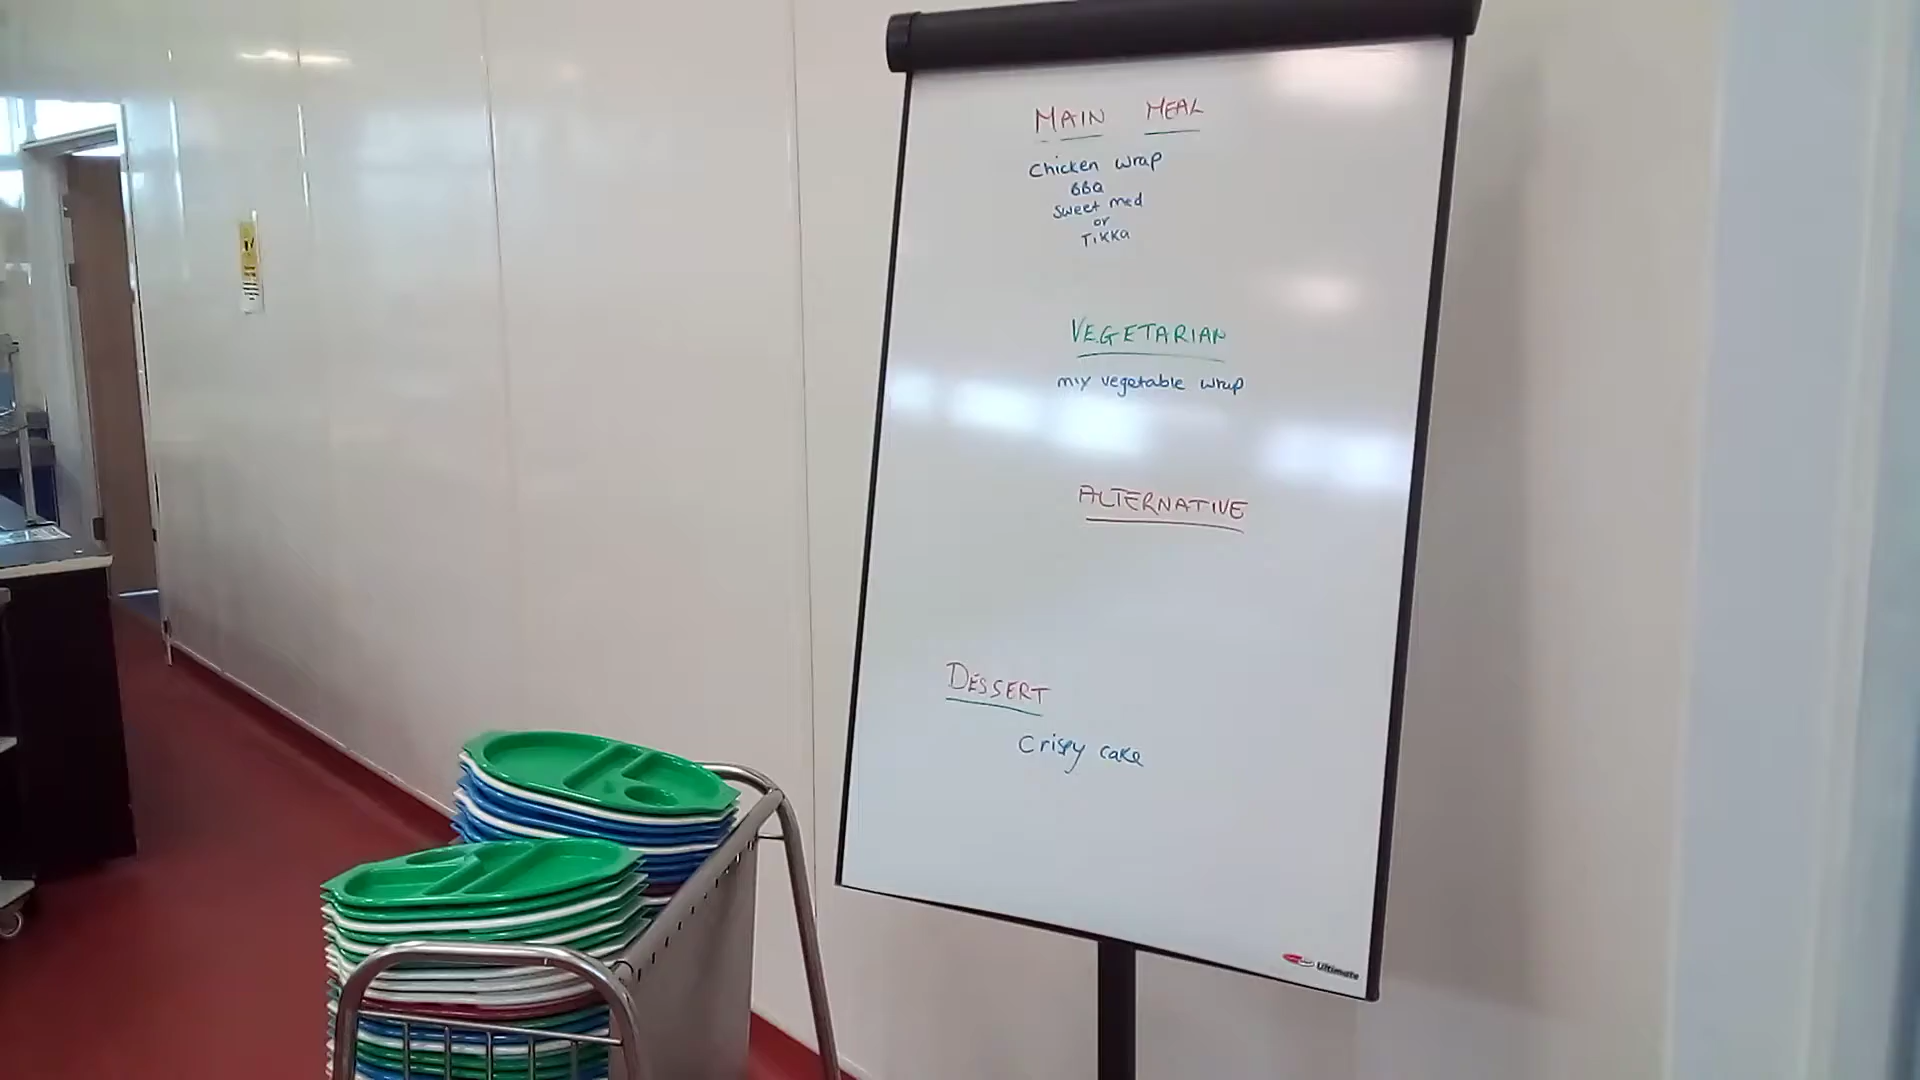 MAIN MEAL
Chicken wrap
BBQ
Sweet med
or
TIKKA
VEGETARIAN
mix vegetable wrap
ALTERNATIVE
DESSERT
Crispy cake
Ultimate